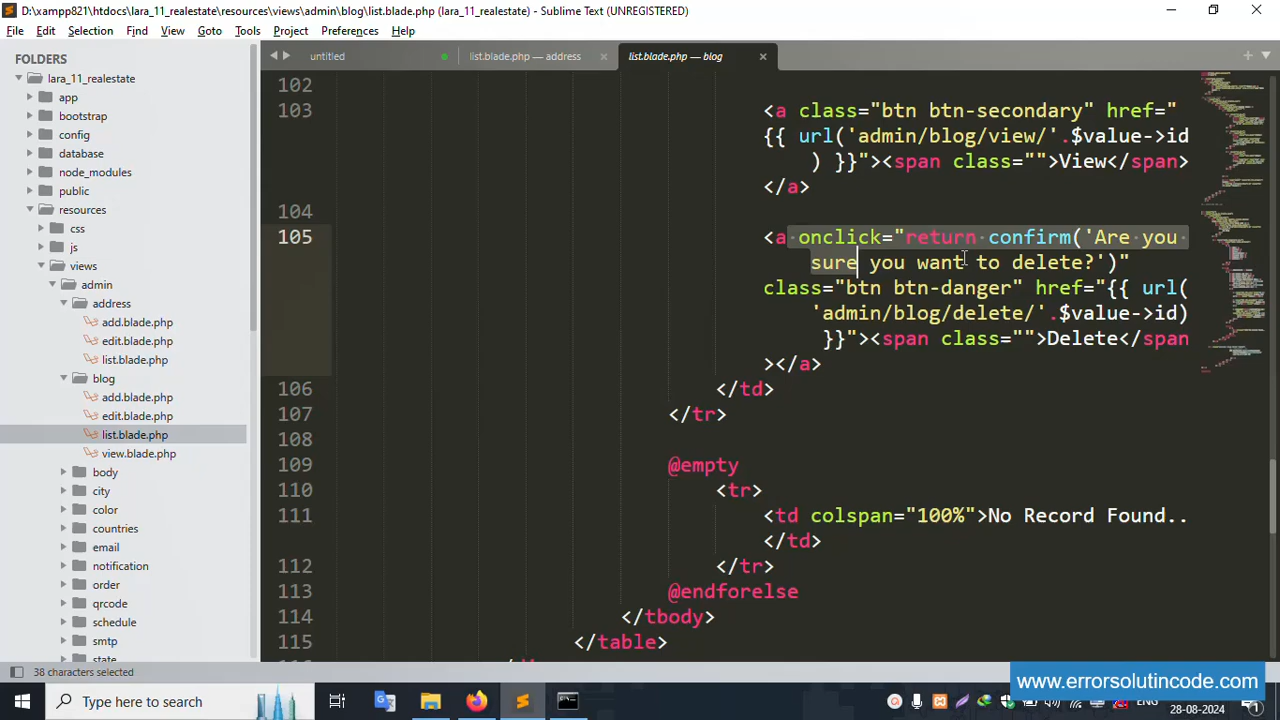 D:\xampp821\htdocs\lara_11_realestate\resources\views\admin\blog\list.blade.php (lara_11_realestate) - Sublime Text (UNREGISTERED)
File Edit Selection Find View Goto Tools Project Preferences Help
FOLDERS
lara_11_realestate
app
bootstrap
config
database
node_modules
public
resources
css
js
views
admin
address
add.blade.php
edit.blade.php
list.blade.php
blog
add.blade.php
edit.blade.php
list.blade.php
view.blade.php
body
city
color
countries
email
notification
order
qrcode
schedule
smtp
state
untitled
list.blade.php — address
list.blade.php — blog
102
103 <a class="btn btn-secondary" href="
{{ url('admin/blog/view/'.$value->id
) }}"><span class="">View</span>
</a>
104
105 <a onclick="return confirm('Are you
sure you want to delete?')"
class="btn btn-danger" href="{{ url(
'admin/blog/delete/'.$value->id)
}}"><span class="">Delete</span
></a>
106 </td>
107 </tr>
108
109 @empty
110 <tr>
111 <td colspan="100%">No Record Found..
</td>
112 </tr>
113 @endforelse
114 </tbody>
115 </table>
38 characters selected
www.errorsolutincode.com
Type here to search
ENG
28-08-2024